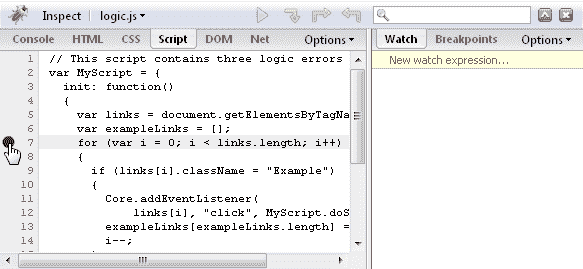 Inspect logic.js
Console HTML CSS Script DOM Net Options
Watch Breakpoints Options
New watch expression...
1 // This script contains three logic errors
2 var MyScript = {
3 init: function()
4 {
5 var links = document.getElementsByTagNa
6 var exampleLinks = [];
7 for (var i = 0; i < links.length; i++)
8 {
9 if (links[i].className = "Example")
10 {
11 Core.addEventListener(
12 links[i], "click", MyScript.doS
13 exampleLinks[exampleLinks.length] =
14 i--;
15